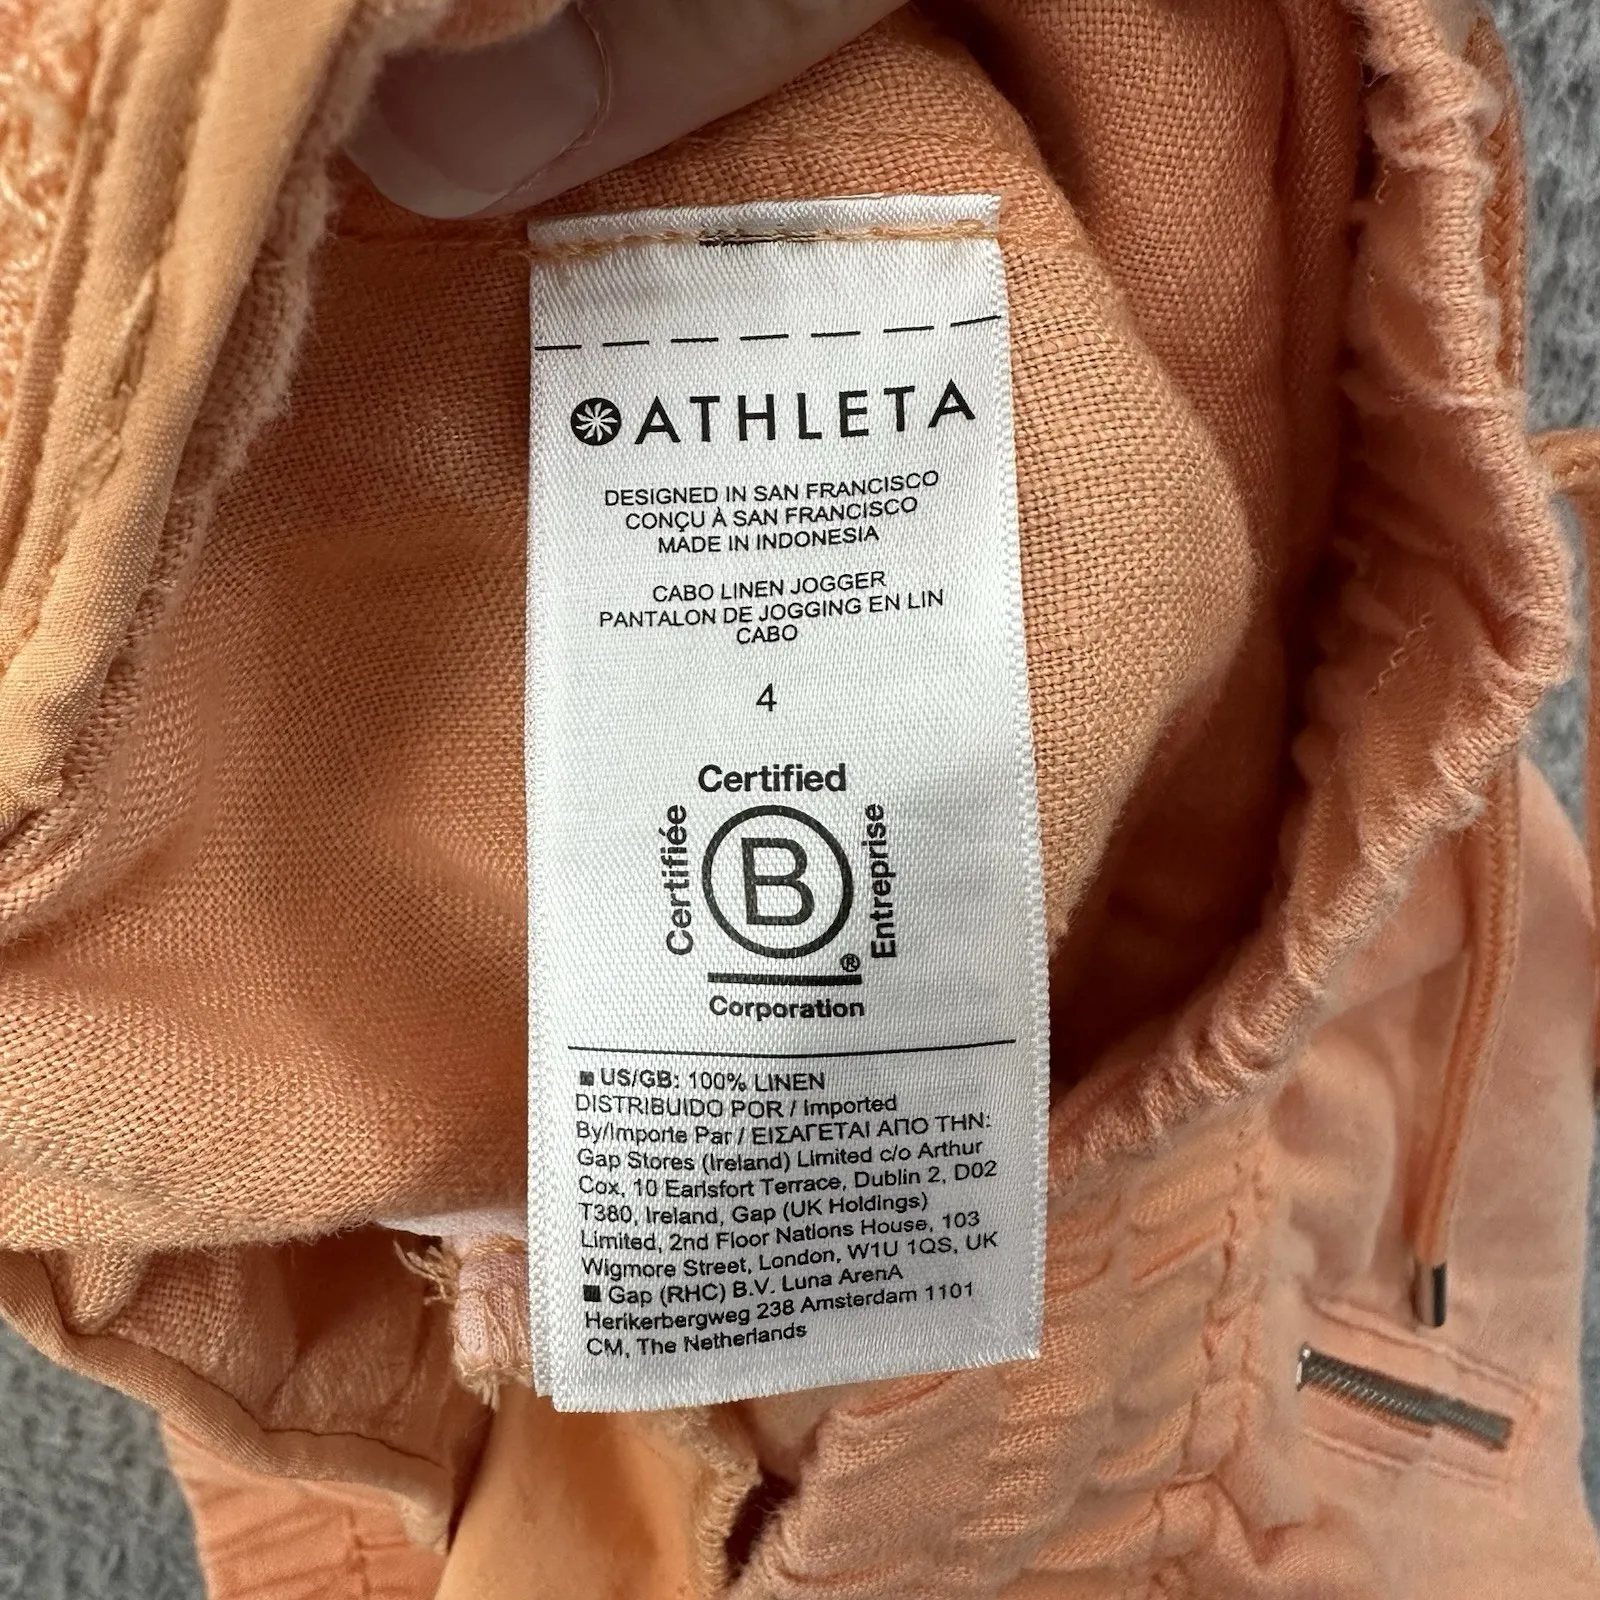 ATHLETA
DESIGNED IN SAN FRANCISCO
CONÇU À SAN FRANCISCO
MADE IN INDONESIA
CABO LINEN JOGGER
PANTALON DE JOGGING EN LIN
CABO
4
Certified
Certifiée
B
Entreprise
®
Corporation
US/GB: 100% LINEN
DISTRIBUIDO POR / Imported
By/Importe Par / ΕΙΣΑΓΕΤΑΙ ΑΠΟ ΤΗΝ:
Gap Stores (Ireland) Limited c/o Arthur
Cox, 10 Earlsfort Terrace, Dublin 2, D02
T380, Ireland, Gap (UK Holdings)
Limited, 2nd Floor Nations House, 103
Wigmore Street, London, W1U 1QS, UK
Gap (RHC) B.V. Luna ArenA
Herikerbergweg 238 Amsterdam 1101
CM, The Netherlands